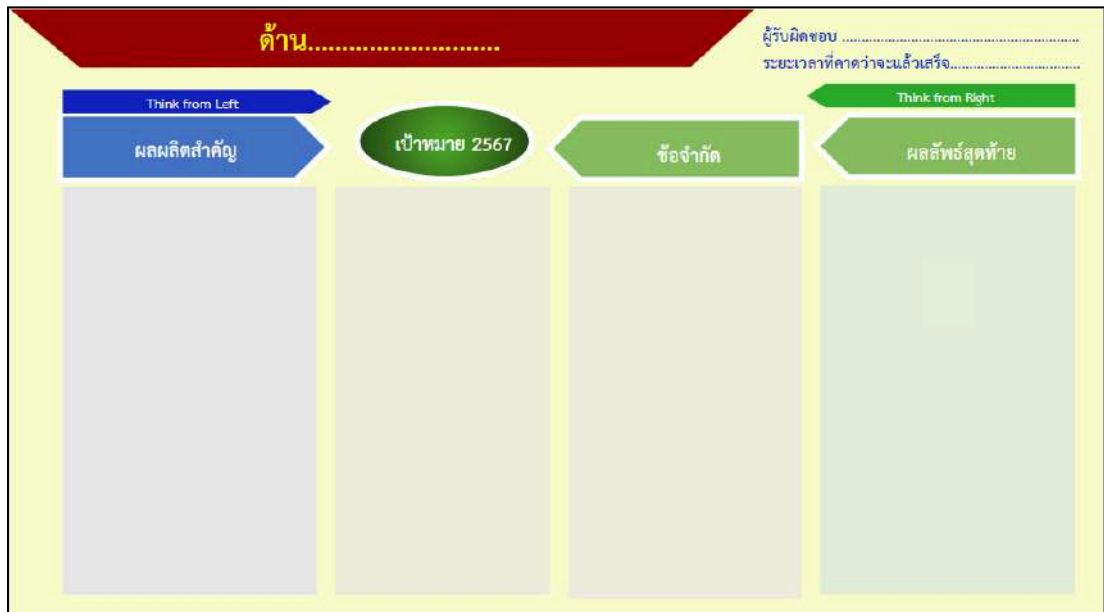 ด้าน............................
ผู้รับผิดชอบ ................................................................
ระยะเวลาที่คาดว่าจะแล้วเสร็จ...................................
Think from Left
Think from Right
ผลผลิตสำคัญ
เป้าหมาย 2567
ข้อจำกัด
ผลลัพธ์สุดท้าย